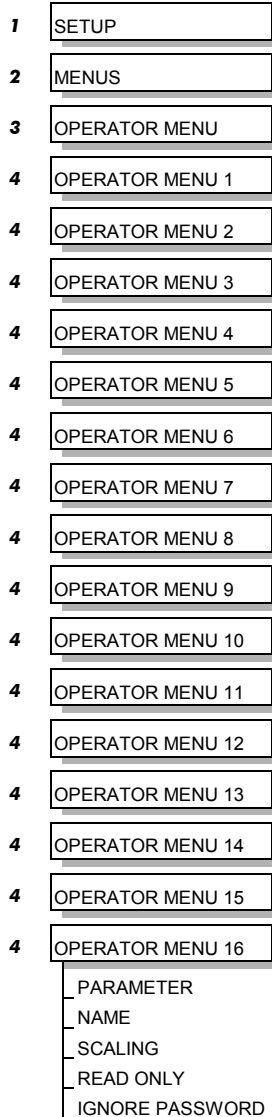 1 SETUP
2 MENUS
3 OPERATOR MENU
4 OPERATOR MENU 1
4 OPERATOR MENU 2
4 OPERATOR MENU 3
4 OPERATOR MENU 4
4 OPERATOR MENU 5
4 OPERATOR MENU 6
4 OPERATOR MENU 7
4 OPERATOR MENU 8
4 OPERATOR MENU 9
4 OPERATOR MENU 10
4 OPERATOR MENU 11
4 OPERATOR MENU 12
4 OPERATOR MENU 13
4 OPERATOR MENU 14
4 OPERATOR MENU 15
4 OPERATOR MENU 16
PARAMETER
NAME
SCALING
READ ONLY
IGNORE PASSWORD